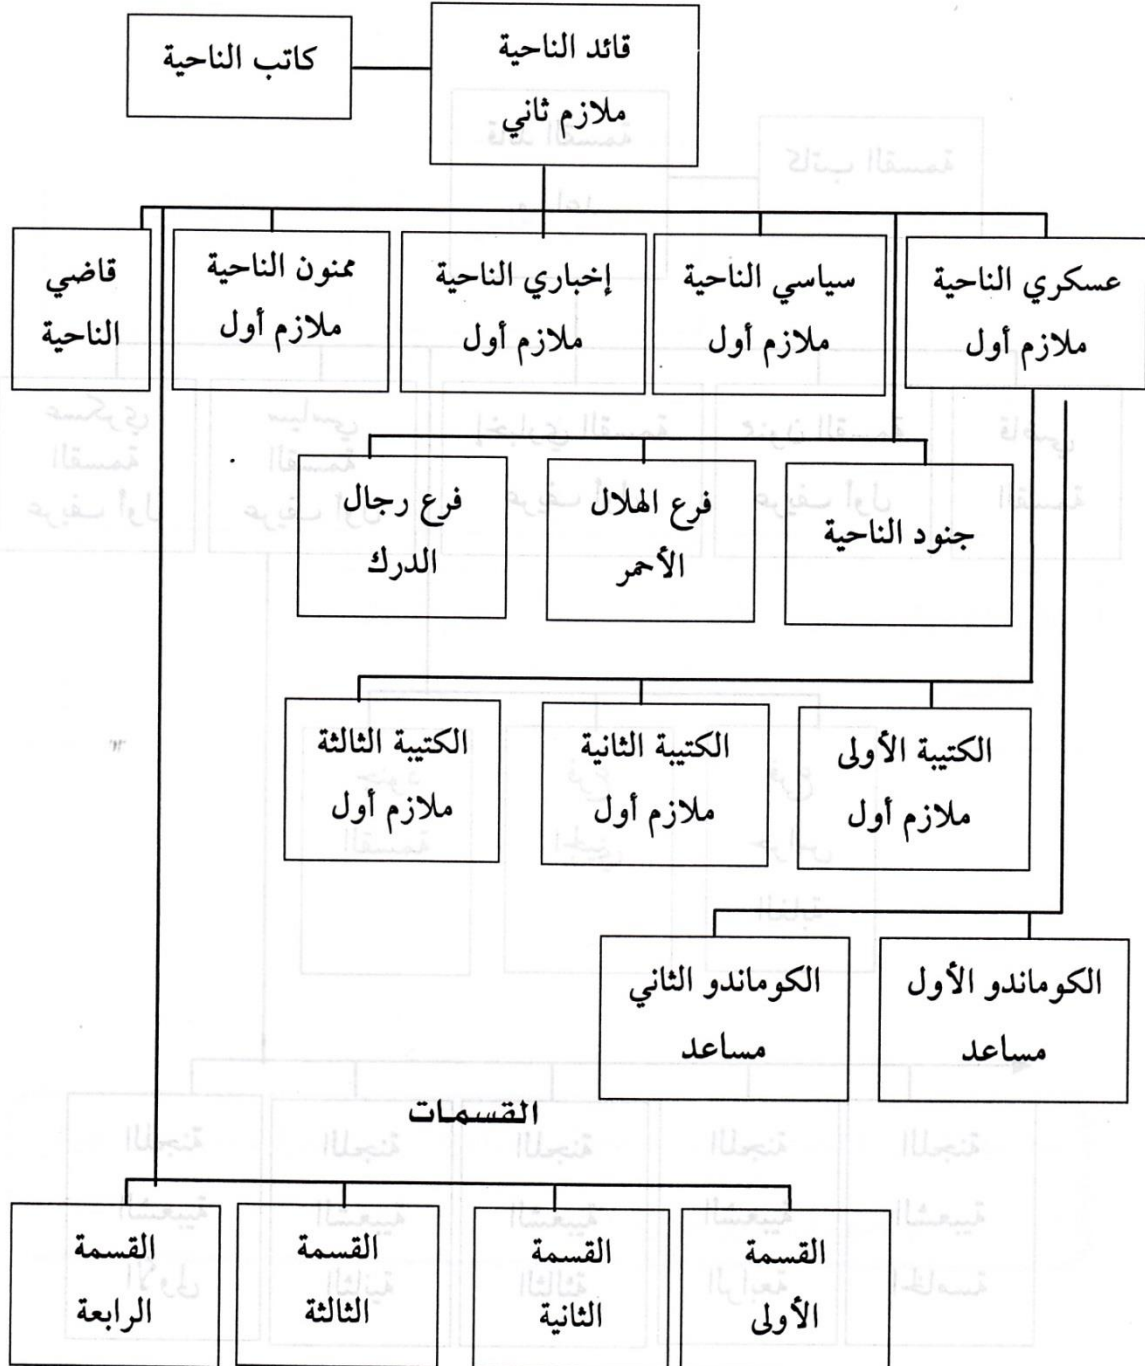 قائد الناحية
ملازم ثاني
كاتب الناحية
عسكري الناحية
ملازم أول
سياسي الناحية
ملازم أول
إخباري الناحية
ملازم أول
ممنون الناحية
ملازم أول
قاضي
الناحية
جنود الناحية
فرع الهلال
الأحمر
فرع رجال
الدرك
الكتيبة الأولى
ملازم أول
الكتيبة الثانية
ملازم أول
الكتيبة الثالثة
ملازم أول
الكوماندو الأول
مساعد
الكوماندو الثاني
مساعد
القسمات
القسمة
الأولى
القسمة
الثانية
القسمة
الثالثة
القسمة
الرابعة